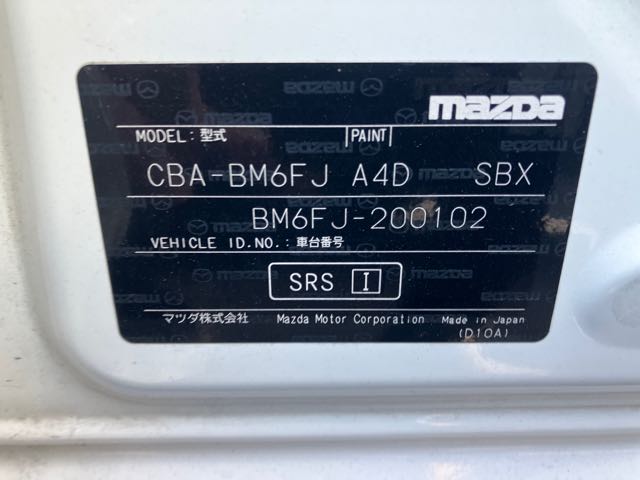 mazda
MODEL: 型式 PAINT
CBA-BM6FJ A4D SBX
BM6FJ-200102
VEHICLE ID.NO.: 車台番号
SRS I
マツダ株式会社 Mazda Motor Corporation Made in Japan
(D10A)